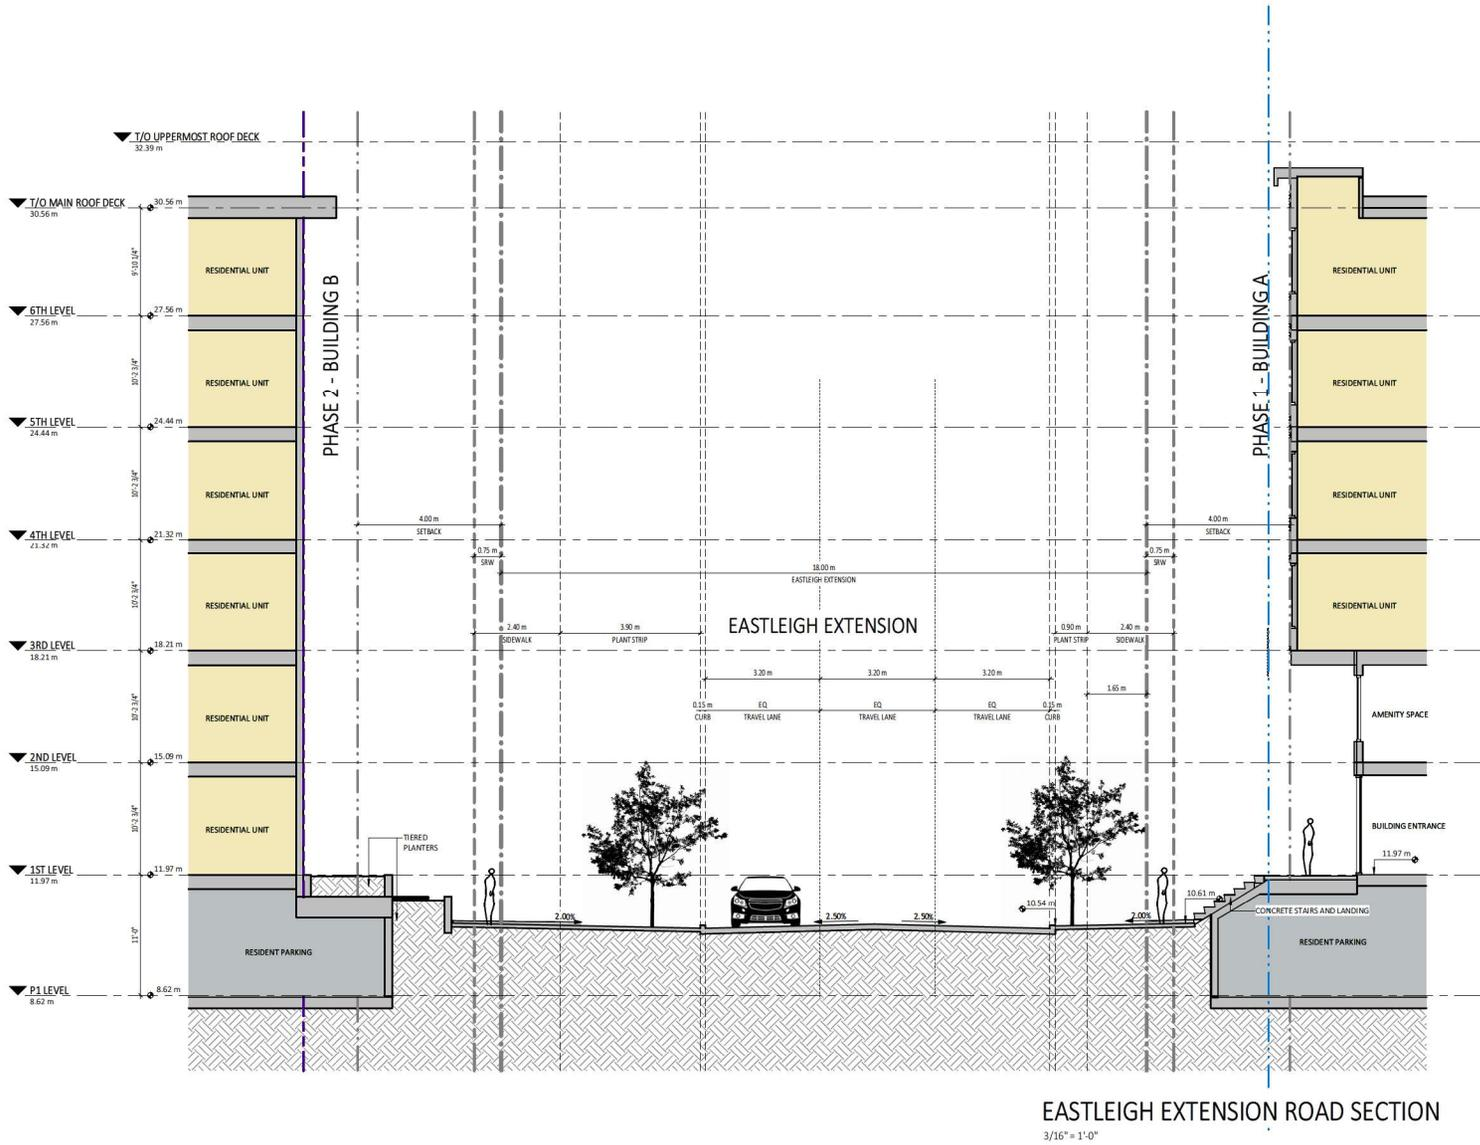 T/O UPPERMOST ROOF DECK
32.39 m
T/O MAIN ROOF DECK
30.56 m
30.56 m
9'-10 1/4"
RESIDENTIAL UNIT
RESIDENTIAL UNIT
PHASE 2 - BUILDING B
PHASE 1 - BUILDING A
6TH LEVEL
27.56 m
27.56 m
10'-2 3/4"
RESIDENTIAL UNIT
RESIDENTIAL UNIT
5TH LEVEL
24.44 m
24.44 m
10'-2 3/4"
RESIDENTIAL UNIT
RESIDENTIAL UNIT
4.00 m
SETBACK
4.00 m
SETBACK
4TH LEVEL
21.32 m
21.32 m
0.75 m
SRW
0.75 m
SRW
18.00 m
EASTLEIGH EXTENSION
10'-2 3/4"
RESIDENTIAL UNIT
RESIDENTIAL UNIT
EASTLEIGH EXTENSION
2.40 m
SIDEWALK
3.90 m
PLANT STRIP
0.90 m
PLANT STRIP
2.40 m
SIDEWALK
3RD LEVEL
18.21 m
18.21 m
3.20 m
3.20 m
3.20 m
1.65 m
0.15 m
CURB
EQ
TRAVEL LANE
EQ
TRAVEL LANE
EQ
TRAVEL LANE
0.15 m
CURB
10'-2 3/4"
RESIDENTIAL UNIT
AMENITY SPACE
2ND LEVEL
15.09 m
15.09 m
10'-2 3/4"
RESIDENTIAL UNIT
TIERED
PLANTERS
BUILDING ENTRANCE
11.97 m
1ST LEVEL
11.97 m
11.97 m
10.54 m
10.61 m
2.00%
2.50%
2.50%
2.00%
CONCRETE STAIRS AND LANDING
11'-0"
RESIDENT PARKING
RESIDENT PARKING
P1 LEVEL
8.62 m
8.62 m
EASTLEIGH EXTENSION ROAD SECTION
3/16" = 1'-0"